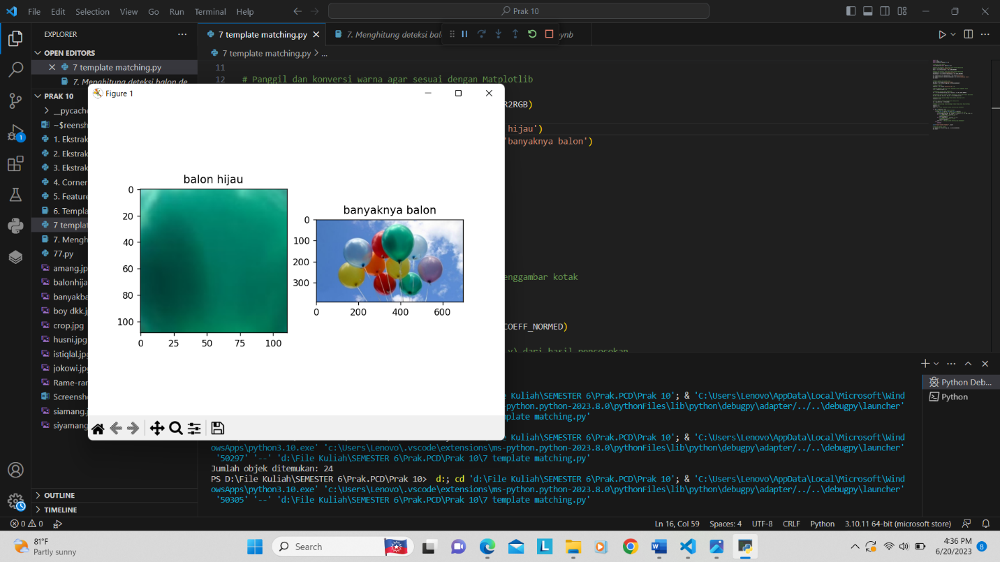 File Edit Selection View Go Run Terminal Help
Prak 10
EXPLORER
7 template matching.py
7. Menghitung deteksi bal
ynb
OPEN EDITORS
7 template matching.py > ...
7 template matching.py
7. Menghitung deteksi balon de
11
12 # Panggil dan konversi warna agar sesuai dengan Matplotlib
PRAK 10
Figure 1
__pycache
R2RGB)
~$reensh
hijau')
1. Ekstrak
'banyaknya balon')
2. Ekstrak
3. Ekstrak
4. Corner
5. Feature
6. Templa
7 templat
7. Mengh
77.py
amang.jp
balonhija
banyakba
boy dkk.j
crop.jpg
husni.jpg
istiqlal.jpg
jokowi.jpg
Rame-ran
Screensho
siamang.j
siyamang
balon hijau
0
20
40
60
80
100
0 25 50 75 100
banyaknya balon
0
100
200
300
0 200 400 600
enggambar kotak
COEFF_NORMED)
y) dari hasil pencocokan
Python Deb...
Python
le Kuliah\SEMESTER 6\Prak.PCD\Prak 10'; & 'C:\Users\Lenovo\AppData\Local\Microsoft\Wind
-python.python-2023.8.0\pythonFiles\lib\python\debugpy\adapter/../..\debugpy\launcher'
template matching.py'
le Kuliah\SEMESTER 6\Prak.PCD\Prak 10'; & 'C:\Users\Lenovo\AppData\Local\Microsoft\Wind
owsApps\python3.10.exe' 'c:\Users\Lenovo\.vscode\extensions\ms-python.python-2023.8.0\pythonFiles\lib\python\debugpy\adapter/../..\debugpy\launcher'
'50297' '--' 'd:\File Kuliah\SEMESTER 6\Prak.PCD\Prak 10\7 template matching.py'
Jumlah objek ditemukan: 24
PS D:\File Kuliah\SEMESTER 6\Prak.PCD\Prak 10> d:; cd 'd:\File Kuliah\SEMESTER 6\Prak.PCD\Prak 10'; & 'C:\Users\Lenovo\AppData\Local\Microsoft\Wind
owsApps\python3.10.exe' 'c:\Users\Lenovo\.vscode\extensions\ms-python.python-2023.8.0\pythonFiles\lib\python\debugpy\adapter/../..\debugpy\launcher'
'50305' '--' 'd:\File Kuliah\SEMESTER 6\Prak.PCD\Prak 10\7 template matching.py'
OUTLINE
TIMELINE
0 0
Ln 16, Col 59 Spaces: 4 UTF-8 CRLF Python 3.10.11 64-bit (microsoft store)
81°F
Partly sunny
Search
4:36 PM
6/20/2023
8